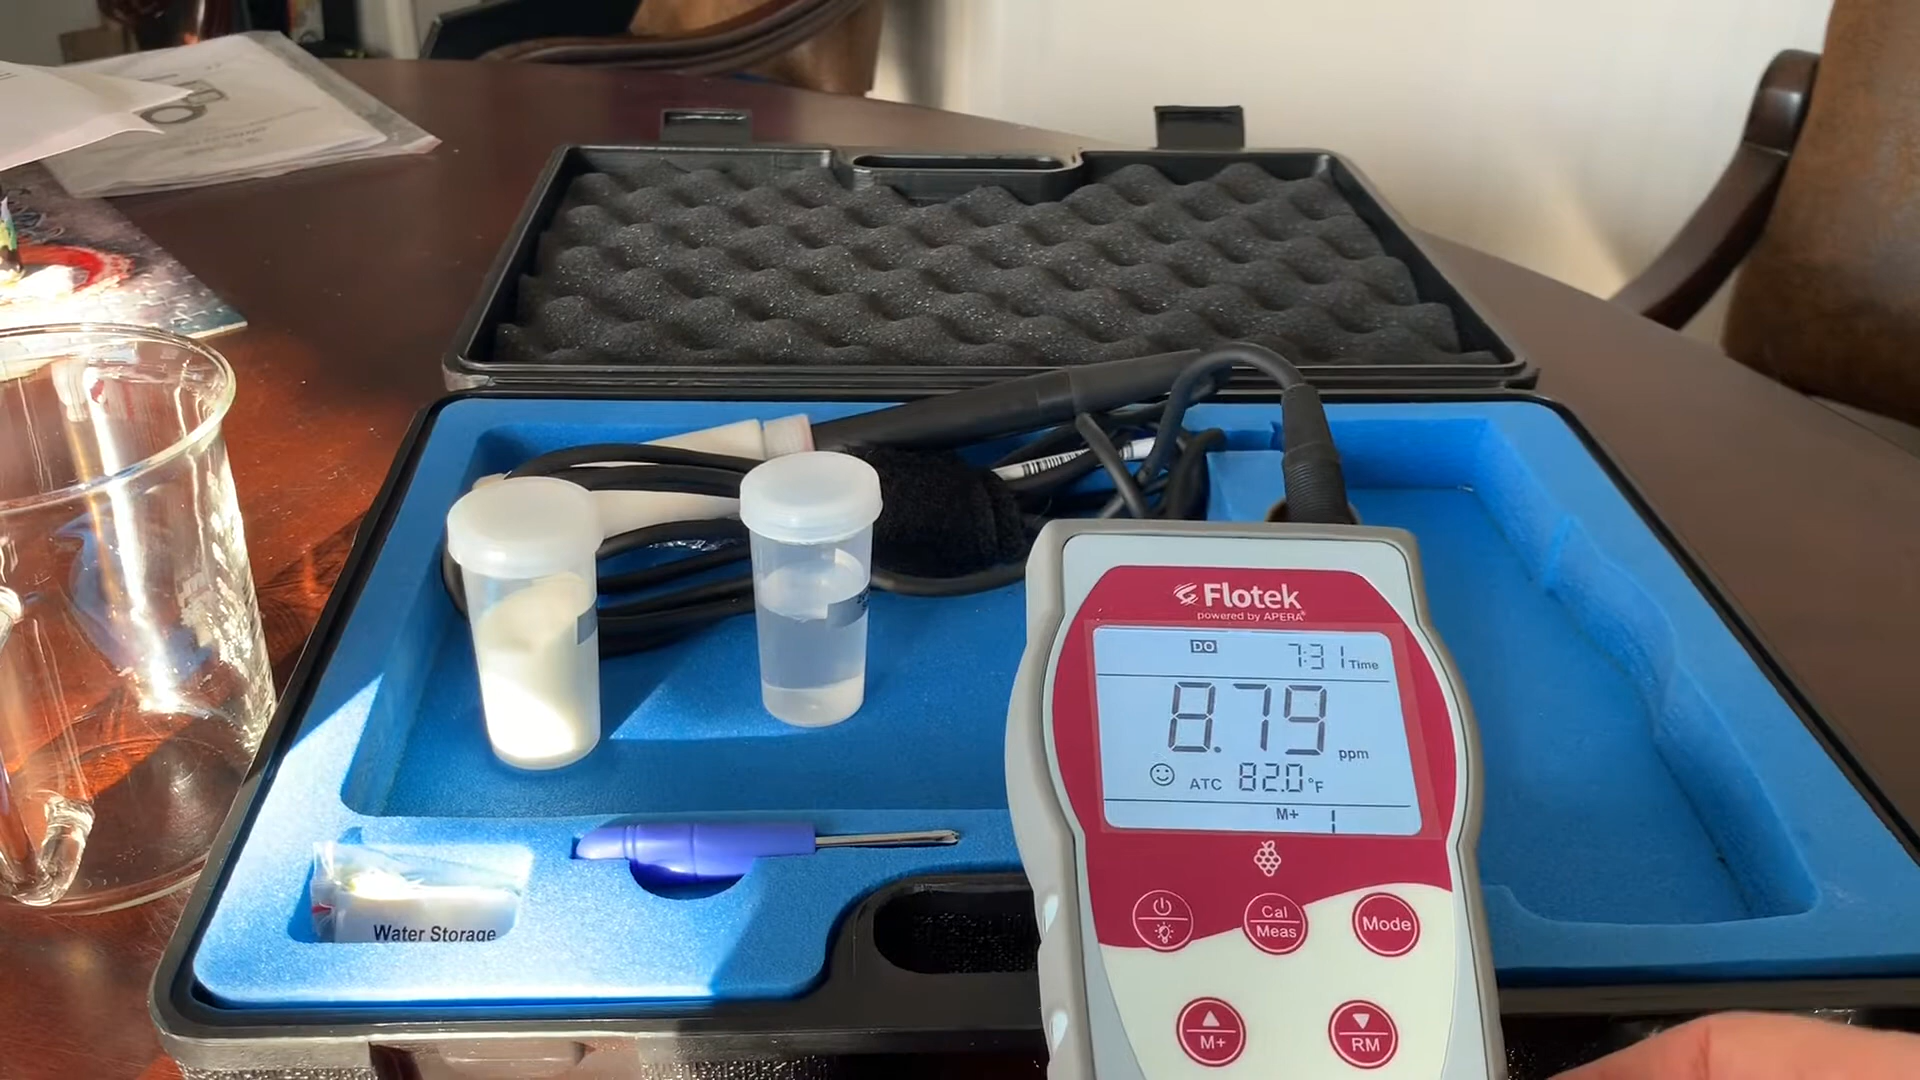 Flotek
powered by APERA®
DO
7:31 Time
8.79 ppm
ATC 82.0 °F
M+ 1
Cal
Meas
Mode
M+
RM
Water Storage